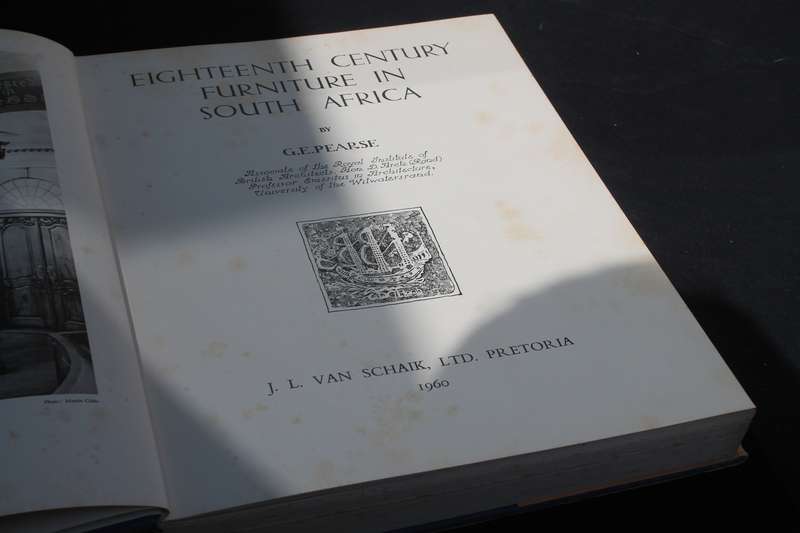 EIGHTEENTH CENTURY
FURNITURE IN
SOUTH AFRICA
BY
G.E.PEARSE
Associate of the Royal Institute of
British Architects, Hon. D. Arch. (Rand)
Professor Emeritus in Architecture,
University of the Witwatersrand.
J. L. VAN SCHAIK, LTD. PRETORIA
1960
Photo: